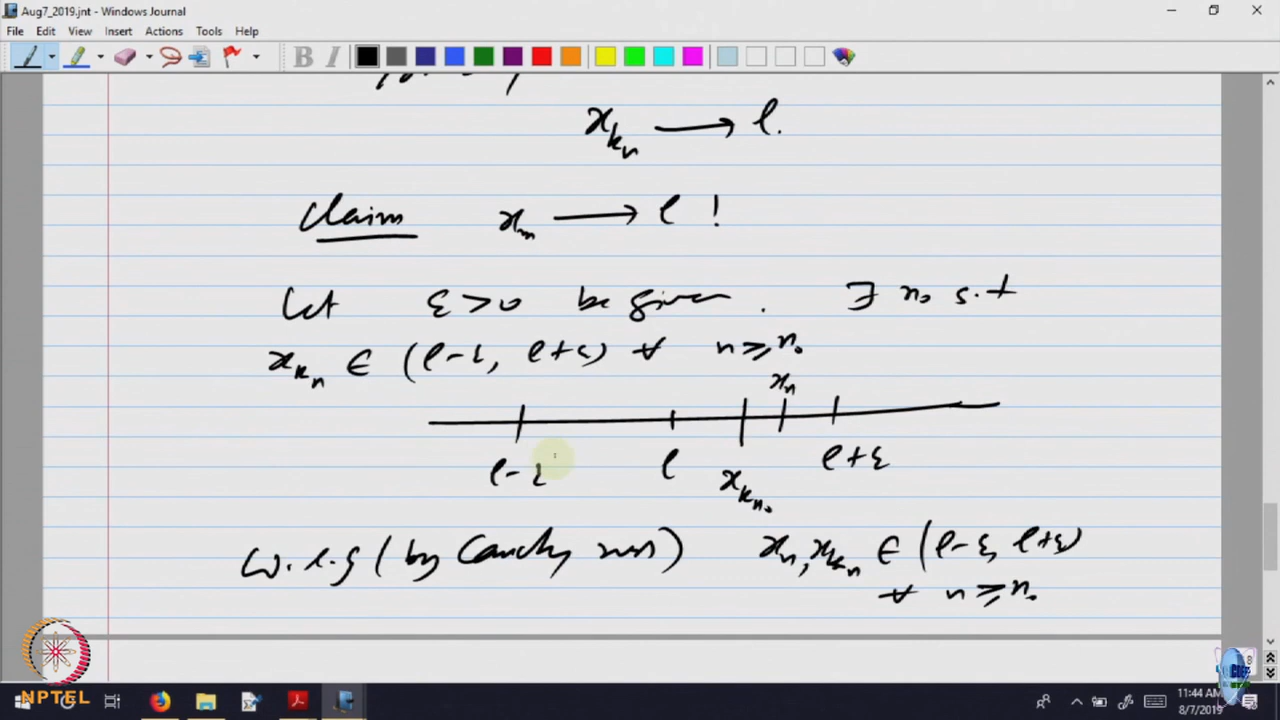 Aug7_2019.jnt - Windows Journal
File Edit View Insert Actions Tools Help
B I
x_{k_n} → l.
Claim x_n → l !
Let ε > 0 be given. ∃ n₀ s.t
x_{k_n} ∈ (l-ε, l+ε) ∀ n ≥ n₀
x_n
l-ε l x_{k_{n₀}} l+ε
w.l.g (by Cauchy ness) x_n, x_{k_n} ∈ (l-ε, l+ε)
∀ n ≥ n₀
NPTEL
11:44 AM
8/7/2019